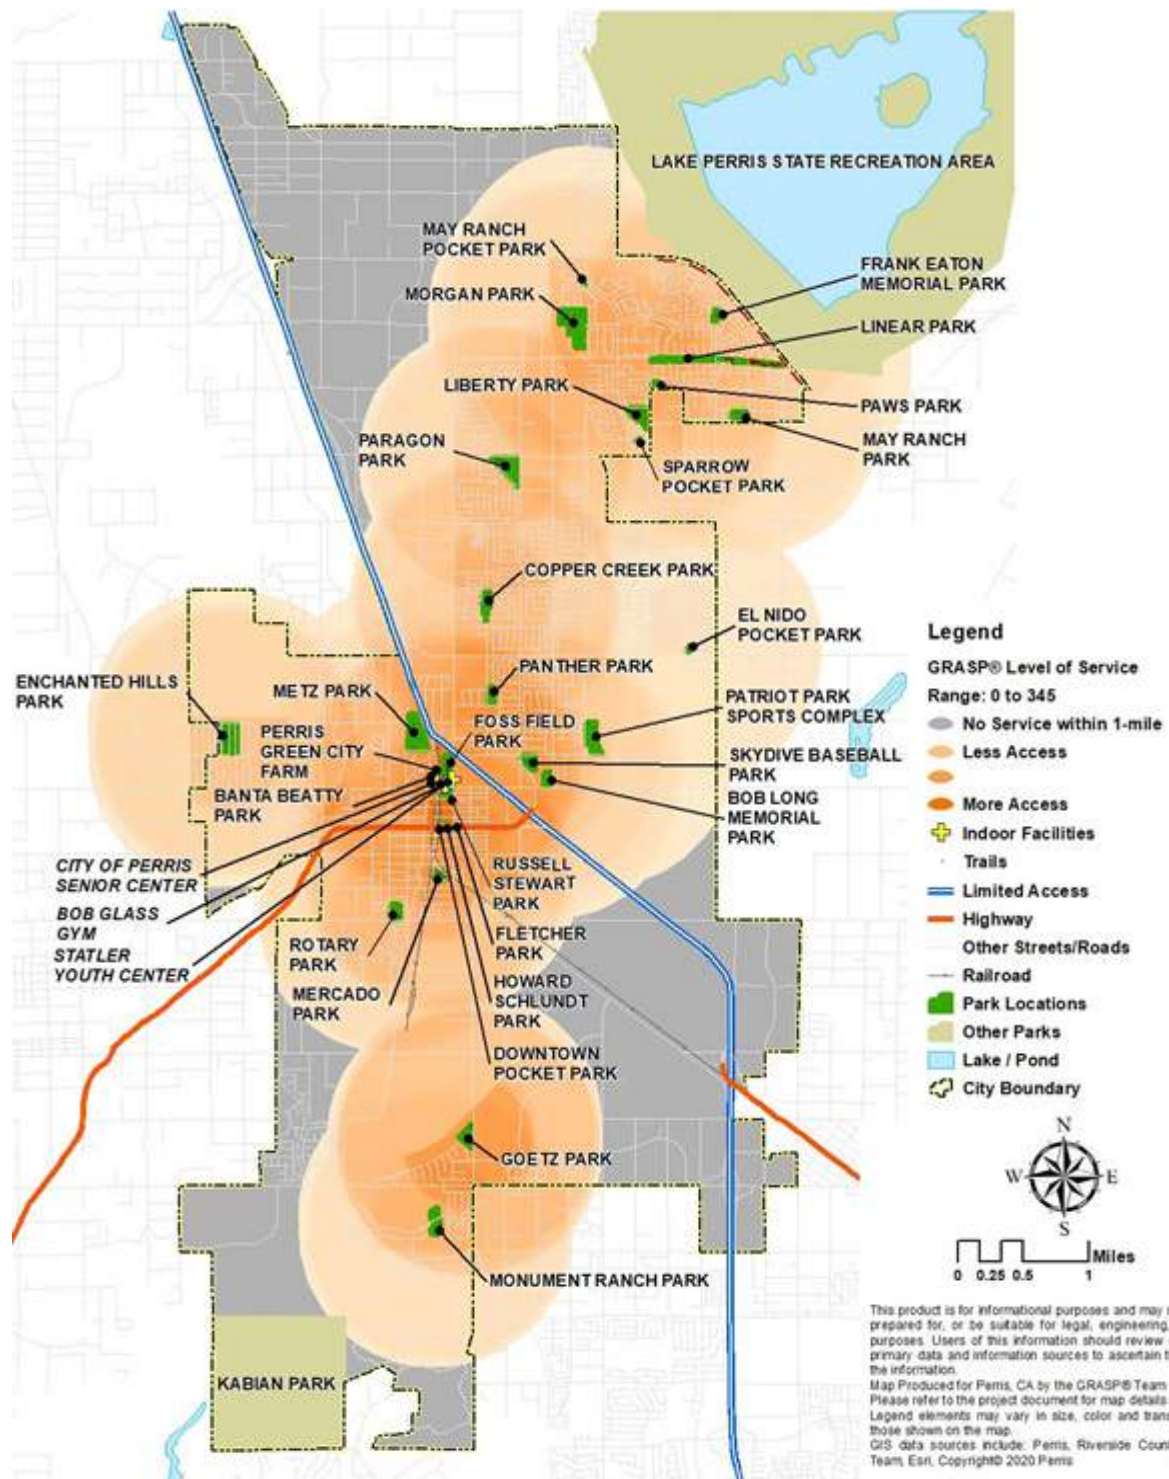 LAKE PERRIS STATE RECREATION AREA
MAY RANCH
POCKET PARK
MORGAN PARK
FRANK EATON
MEMORIAL PARK
LINEAR PARK
LIBERTY PARK
PAWS PARK
MAY RANCH
PARK
PARAGON
PARK
SPARROW
POCKET PARK
COPPER CREEK PARK
EL NIDO
POCKET PARK
ENCHANTED HILLS
PARK
METZ PARK
PANTHER PARK
PATRIOT PARK
SPORTS COMPLEX
FOSS FIELD
PARK
PERRIS
GREEN CITY
FARM
SKYDIVE BASEBALL
PARK
BANTA BEATTY
PARK
BOB LONG
MEMORIAL
PARK
CITY OF PERRIS
SENIOR CENTER
BOB GLASS
GYM
STATLER
YOUTH CENTER
RUSSELL
STEWART
PARK
ROTARY
PARK
FLETCHER
PARK
MERCADO
PARK
HOWARD
SCHLUNDT
PARK
DOWNTOWN
POCKET PARK
GOETZ PARK
MONUMENT RANCH PARK
KABIAN PARK
Legend
GRASP® Level of Service
Range: 0 to 345
No Service within 1-mile
Less Access
More Access
Indoor Facilities
Trails
Limited Access
Highway
Other Streets/Roads
Railroad
Park Locations
Other Parks
Lake / Pond
City Boundary
N
W E
S
Miles
0 0.25 0.5 1
This product is for informational purposes and may
prepared for, or be suitable for legal, engineering,
purposes. Users of this information should review
primary data and information sources to ascertain
the information.
Map Produced for Perris, CA by the GRASP® Team
Please refer to the project document for map details
Legend elements may vary in size, color and
those shown on the map.
GIS data sources include: Perris, Riverside
Team, Esri, Copyright© 2020 Perris